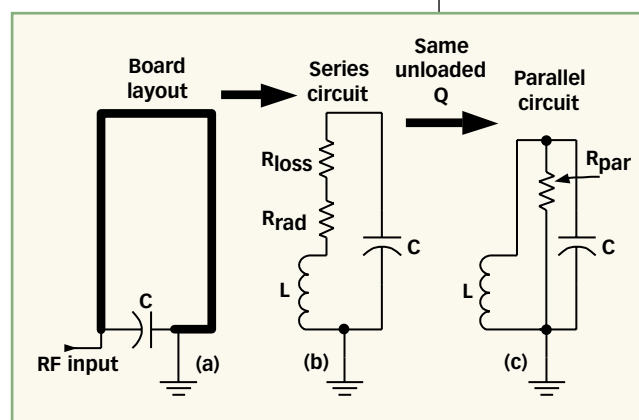 Board
layout
Series
circuit
Same
unloaded
Q
Parallel
circuit
C
RF input
(a)
Rloss
Rrad
L
C
(b)
Rpar
L
C
(c)